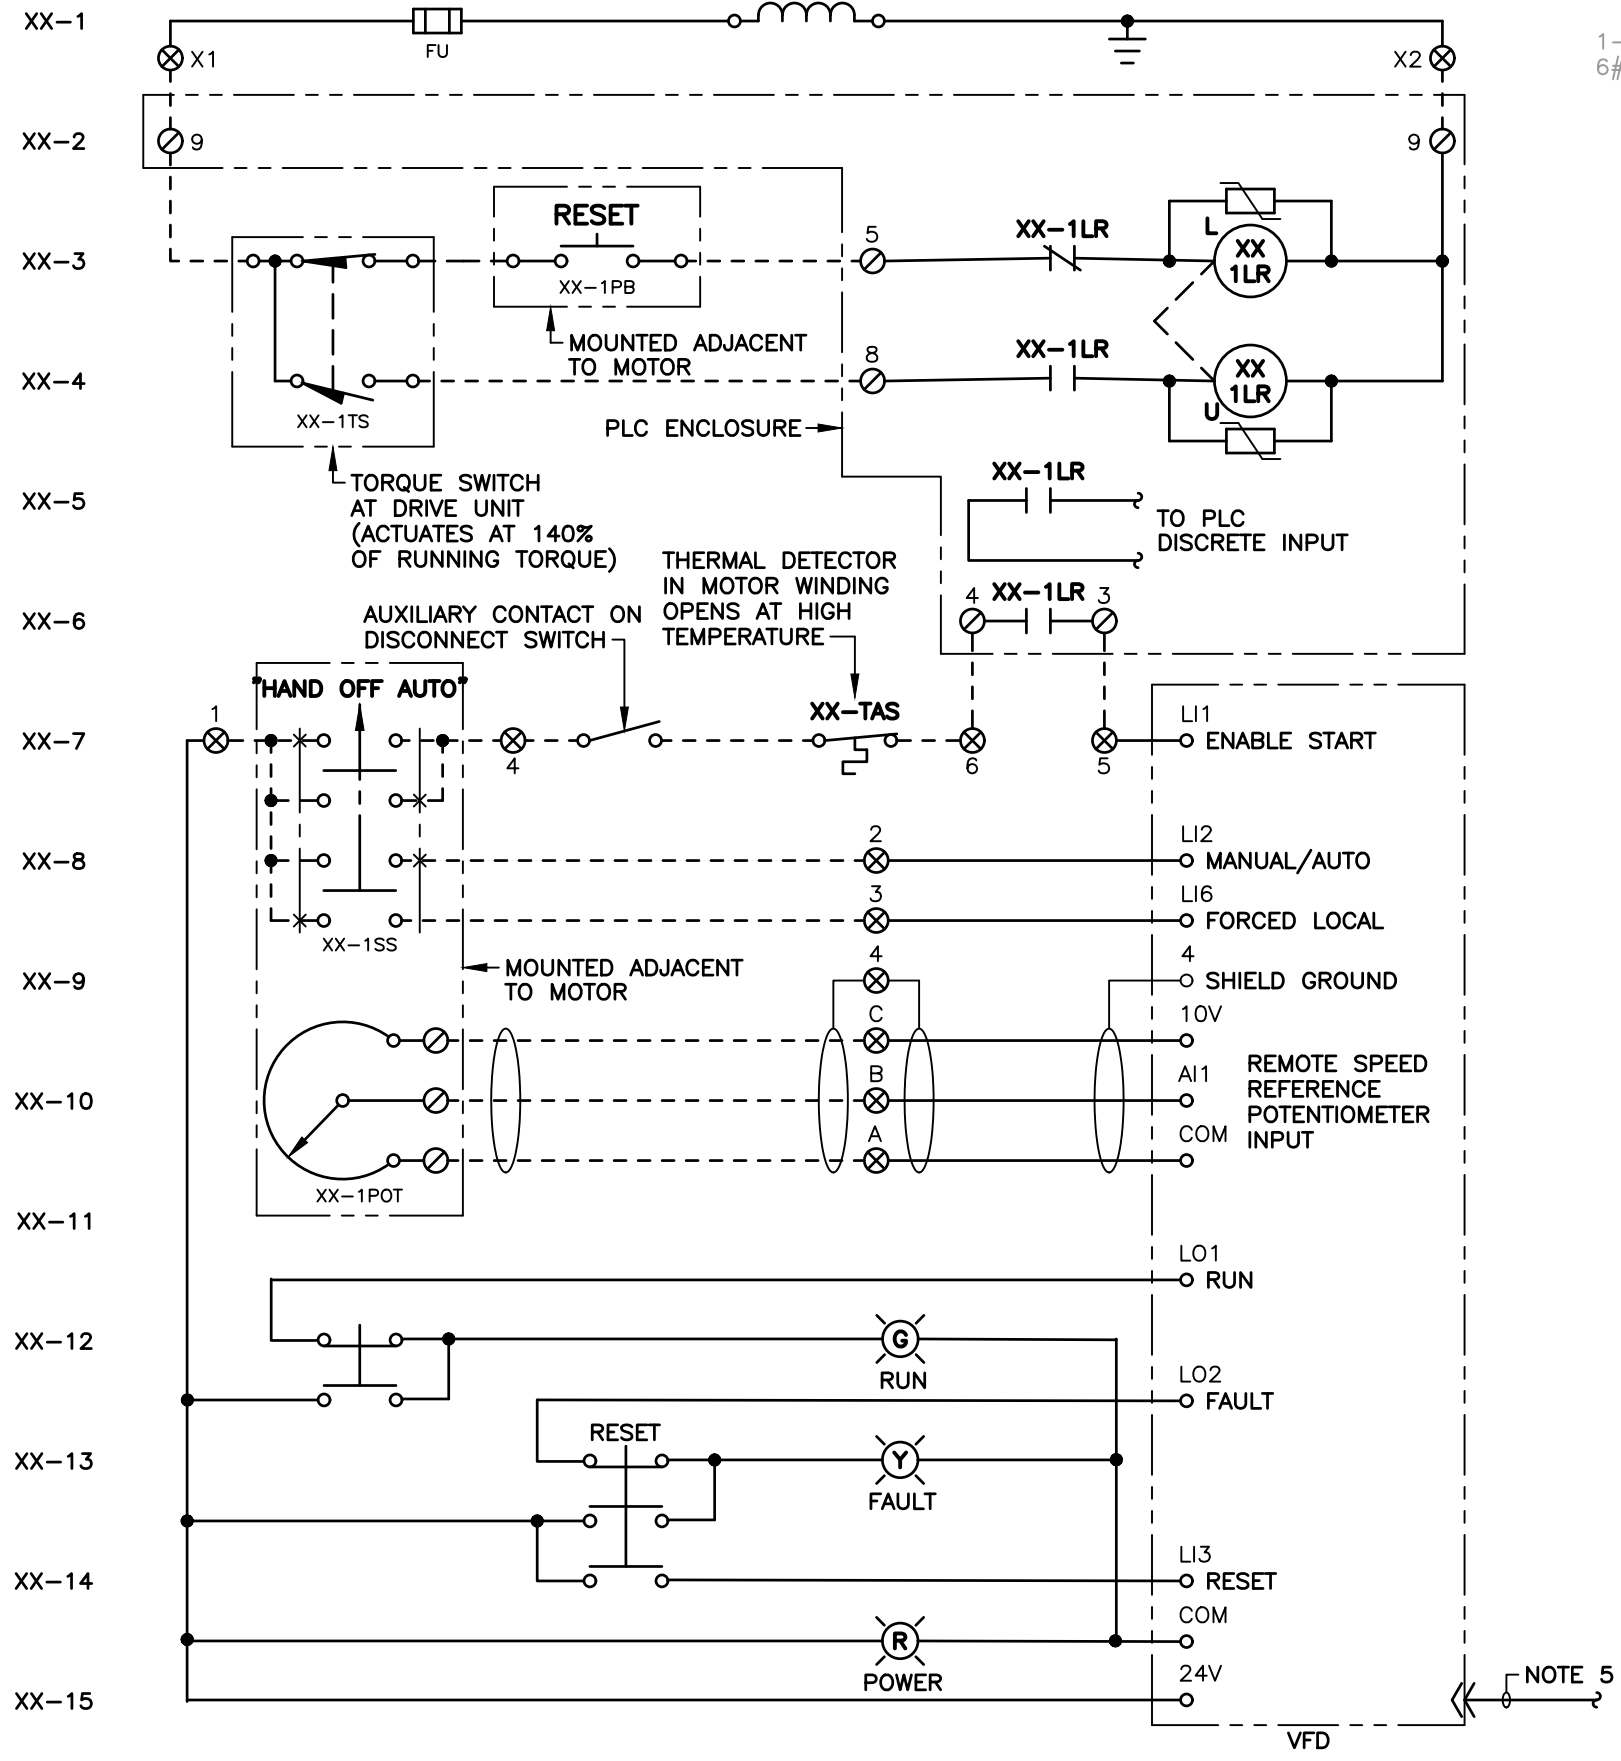 XX-1
FU
X1
X2
1-
6#
XX-2
9
9
RESET
XX-3
XX-1PB
5
XX-1LR
L
XX
1LR
MOUNTED ADJACENT
TO MOTOR
XX-4
XX-1TS
8
XX-1LR
XX
1LR
U
PLC ENCLOSURE
TORQUE SWITCH
AT DRIVE UNIT
(ACTUATES AT 140%
OF RUNNING TORQUE)
XX-5
XX-1LR
TO PLC
DISCRETE INPUT
THERMAL DETECTOR
IN MOTOR WINDING
OPENS AT HIGH
TEMPERATURE
XX-6
AUXILIARY CONTACT ON
DISCONNECT SWITCH
4
XX-1LR
3
"HAND OFF AUTO"
XX-7
1
4
XX-TAS
6
5
LI1
ENABLE START
XX-8
2
LI2
MANUAL/AUTO
3
LI6
FORCED LOCAL
XX-1SS
XX-9
MOUNTED ADJACENT
TO MOTOR
4
4
SHIELD GROUND
C
10V
XX-10
B
AI1
A
COM
REMOTE SPEED
REFERENCE
POTENTIOMETER
INPUT
XX-1POT
XX-11
LO1
RUN
XX-12
G
RUN
LO2
FAULT
XX-13
RESET
Y
FAULT
XX-14
LI3
RESET
COM
R
POWER
XX-15
24V
NOTE 5
VFD